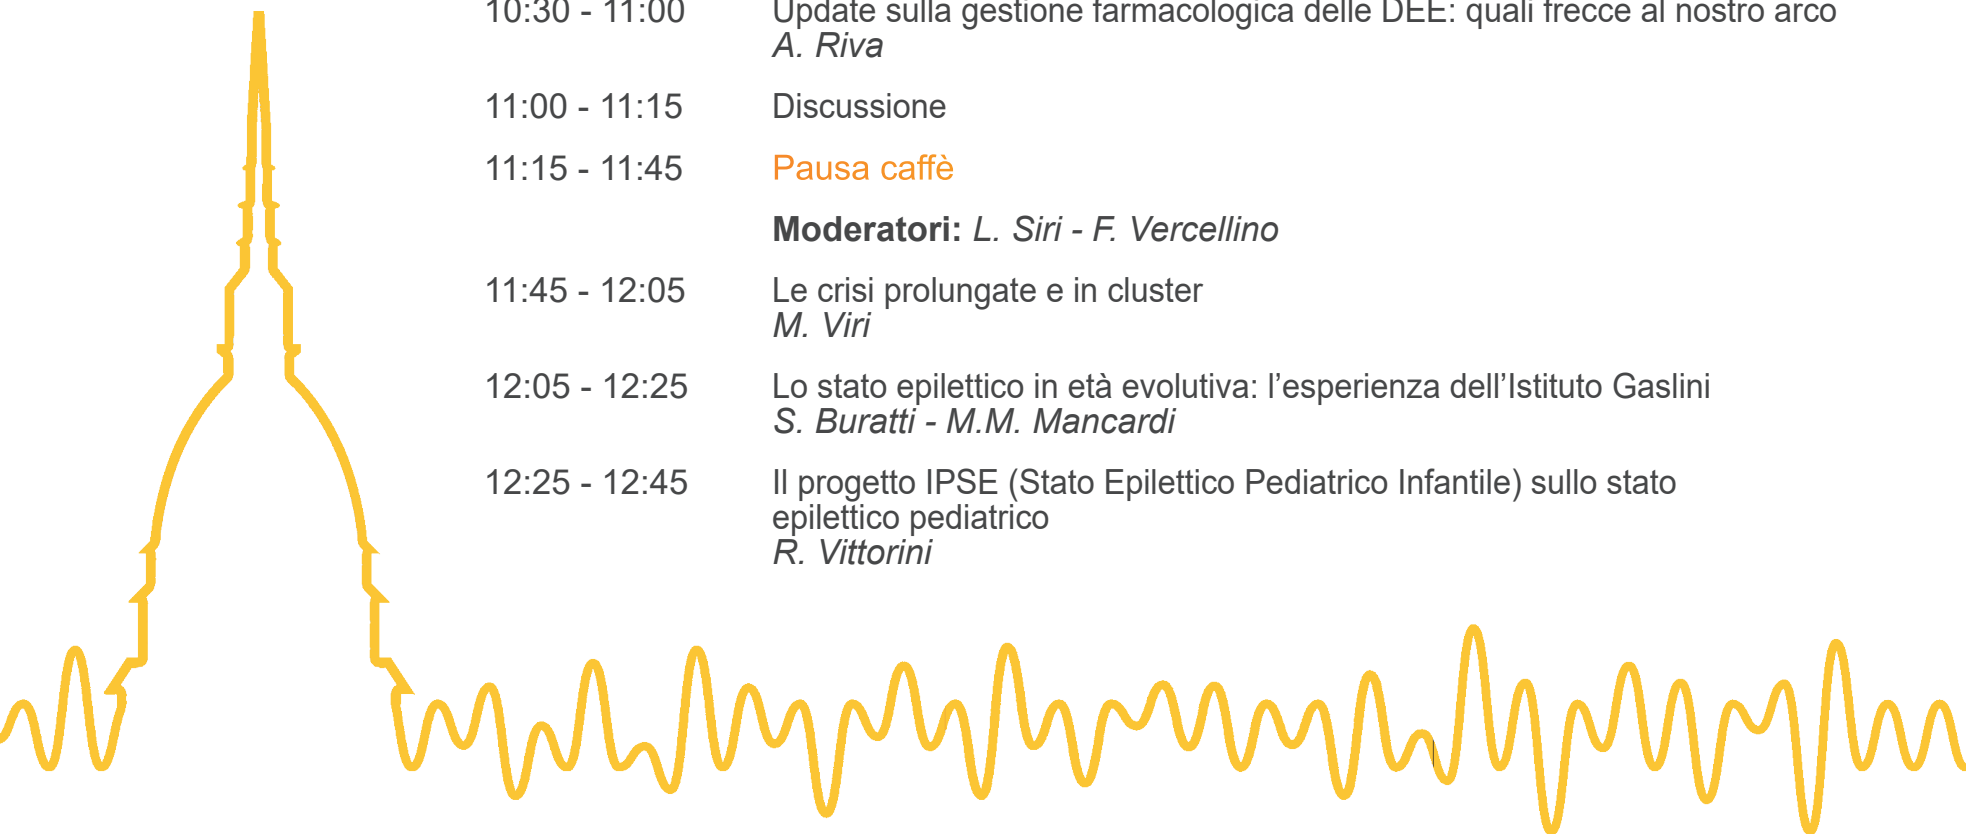 10:30 - 11:00 Update sulla gestione farmacologica delle DEE: quali frecce al nostro arco
A. Riva
11:00 - 11:15 Discussione
11:15 - 11:45 Pausa caffè
Moderatori: L. Siri - F. Vercellino
11:45 - 12:05 Le crisi prolungate e in cluster
M. Viri
12:05 - 12:25 Lo stato epilettico in età evolutiva: l’esperienza dell’Istituto Gaslini
S. Buratti - M.M. Mancardi
12:25 - 12:45 Il progetto IPSE (Stato Epilettico Pediatrico Infantile) sullo stato
epilettico pediatrico
R. Vittorini